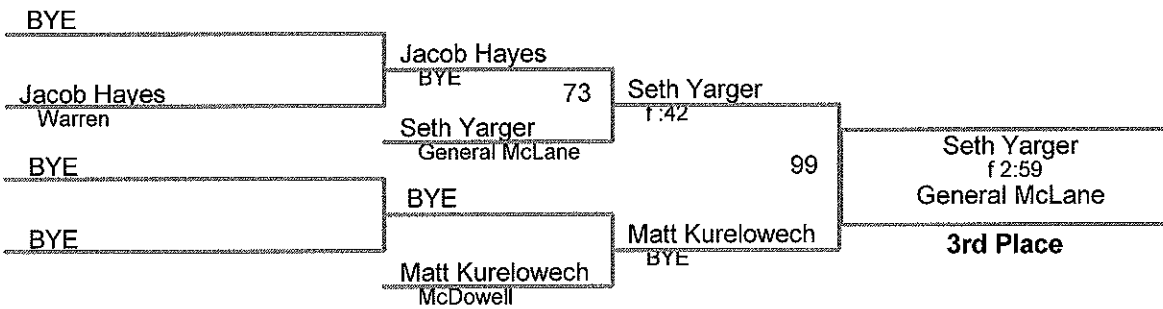 BYE
Jacob Hayes
Warren
BYE
BYE
Jacob Hayes
BYE
73
Seth Yarger
General McLane
BYE
Matt Kurelowech
McDowell
Seth Yarger
f :42
99
Matt Kurelowech
BYE
Seth Yarger
f 2:59
General McLane
3rd Place